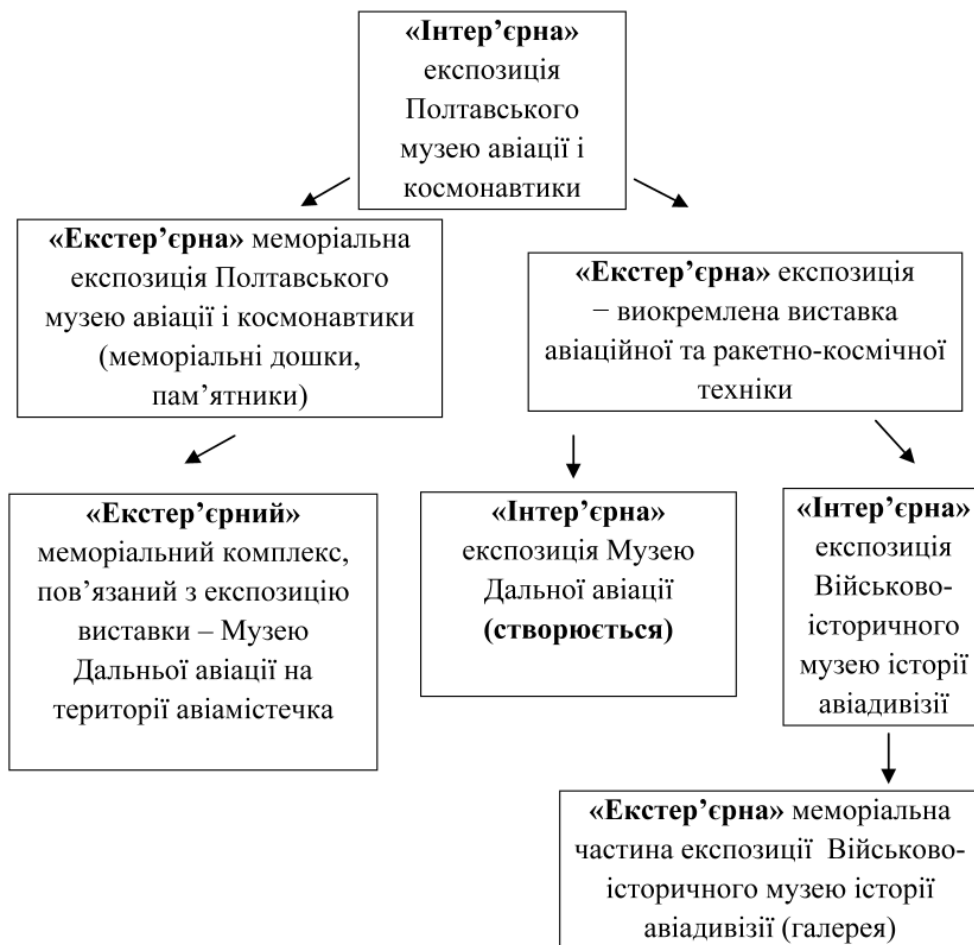 «Інтер’єрна»
експозиція
Полтавського
музею авіації і
космонавтики
«Екстер’єрна» меморіальна
експозиція Полтавського
музею авіації і космонавтики
(меморіальні дошки,
пам’ятники)
«Екстер’єрна» експозиція
− виокремлена виставка
авіаційної та ракетно-космічної
техніки
«Екстер’єрний»
меморіальний комплекс,
пов’язаний з експозицію
виставки – Музею
Дальньої авіації на
території авіамістечка
«Інтер’єрна»
експозиція Музею
Дальної авіації
(створюється)
«Інтер’єрна»
експозиція
Військово-
історичного
музею історії
авіадивізії
«Екстер’єрна» меморіальна
частина експозиції Військово-
історичного музею історії
авіадивізії (галерея)